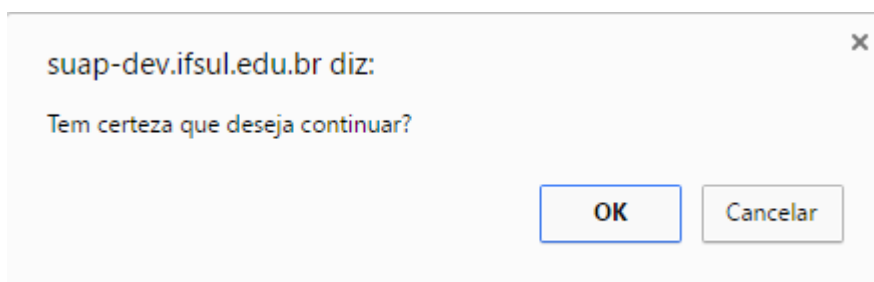 suap-dev.ifsul.edu.br diz:
Tem certeza que deseja continuar?
OK
Cancelar